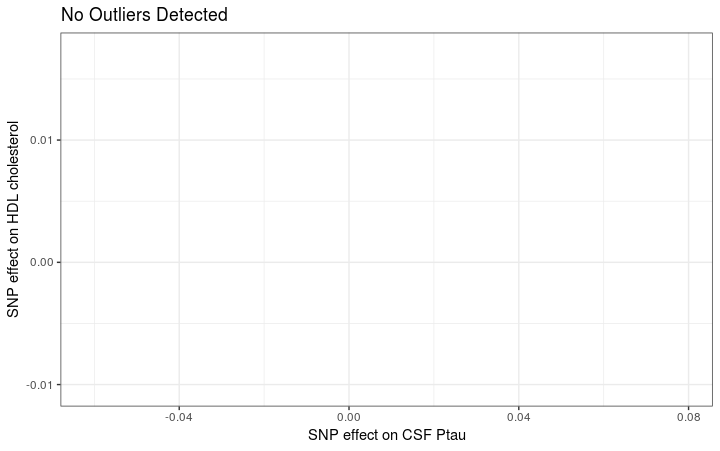 No Outliers Detected
SNP effect on HDL cholesterol
0.01
0.00
-0.01
-0.04
0.00
0.04
0.08
SNP effect on CSF Ptau